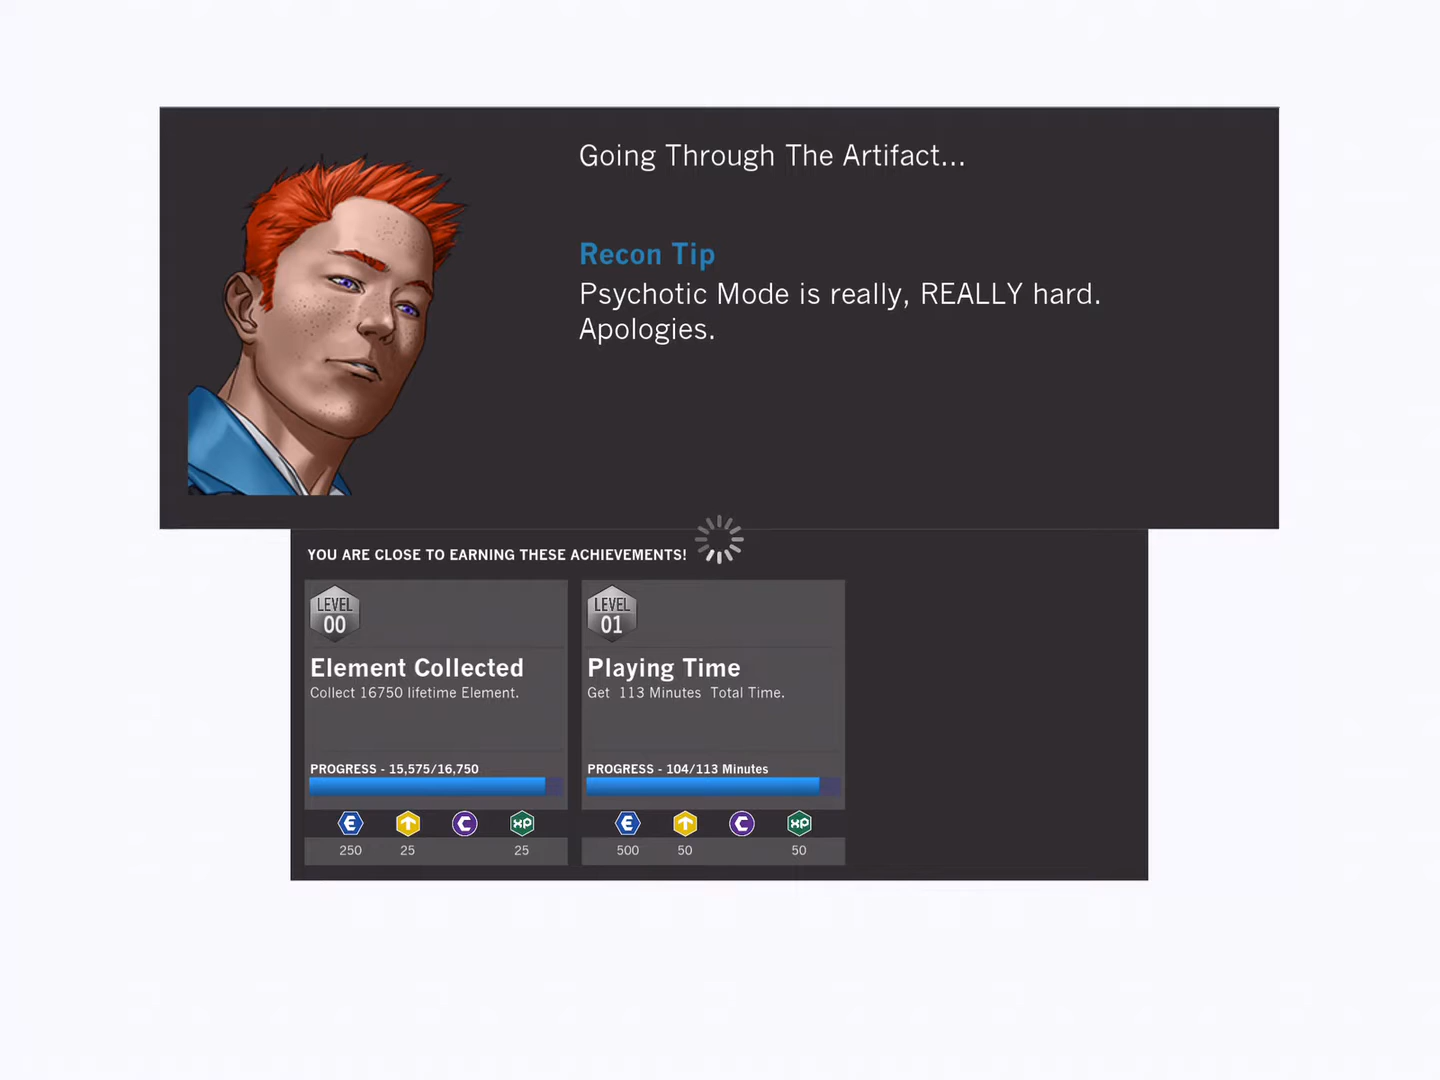 Going Through The Artifact...
Recon Tip
Psychotic Mode is really, REALLY hard.
Apologies.
YOU ARE CLOSE TO EARNING THESE ACHIEVEMENTS!
LEVEL
00
Element Collected
Collect 16750 lifetime Element.
PROGRESS - 15,575/16,750
E
C
XP
250
25
25
LEVEL
01
Playing Time
Get  113 Minutes  Total Time.
PROGRESS - 104/113 Minutes
E
C
XP
500
50
50